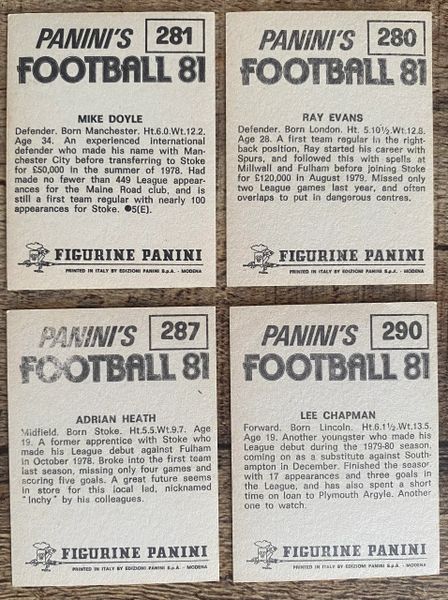 PANINI'S 281
FOOTBALL 81
MIKE DOYLE
Defender. Born Manchester. Ht.6.0.Wt.12.2.
Age 34. An experienced international
defender who made his name with Man-
chester City before transferring to Stoke
for £50,000 in the summer of 1978. Had
made no fewer than 449 League appear-
ances for the Maine Road club, and is
still a first team regular with nearly 100
appearances for Stoke. ●5(E).
FIGURINE PANINI
PRINTED IN ITALY BY EDIZIONI PANINI S.p.A. - MODENA
PANINI'S 280
FOOTBALL 81
RAY EVANS
Defender. Born London. Ht. 5.10½.Wt.12.8.
Age 28. A first team regular in the right-
back position, Ray started his career with
Spurs, and followed this with spells at
Millwall and Fulham before joining Stoke
for £120,000 in August 1979. Missed only
two League games last year, and often
overlaps to put in dangerous centres.
FIGURINE PANINI
PRINTED IN ITALY BY EDIZIONI PANINI S.p.A. - MODENA
PANINI'S 287
FOOTBALL 81
ADRIAN HEATH
Midfield. Born Stoke. Ht.5.5.Wt.9.7. Age
19. A former apprentice with Stoke who
made his League debut against Fulham
in October 1978. Broke into the first team
last season, missing only four games and
scoring five goals. A great future seems
in store for this local lad, nicknamed
"Inchy" by his colleagues.
FIGURINE PANINI
PRINTED IN ITALY BY EDIZIONI PANINI S.p.A. - MODENA
PANINI'S 290
FOOTBALL 81
LEE CHAPMAN
Forward. Born Lincoln. Ht.6.1½.Wt.13.5.
Age 19. Another youngster who made his
League debut during the 1979-80 season,
coming on as a substitute against South-
ampton in December. Finished the season
with 17 appearances and three goals in
the League, and has also spent a short
time on loan to Plymouth Argyle. Another
one to watch.
FIGURINE PANINI
PRINTED IN ITALY BY EDIZIONI PANINI S.p.A. - MODENA